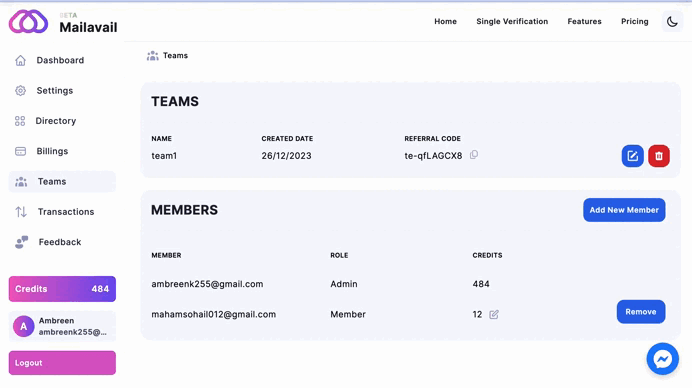 BETA
Mailavail
Home Single Verification Features Pricing
Dashboard
Settings
Directory
Billings
Teams
Transactions
Feedback
Credits 484
A
Ambreen
ambreenk255@...
Logout
Teams
TEAMS
NAME CREATED DATE REFERRAL CODE
team1 26/12/2023 te-qfLAGCX8
MEMBERS
Add New Member
MEMBER ROLE CREDITS
ambreenk255@gmail.com Admin 484
mahamsohail012@gmail.com Member 12 Remove